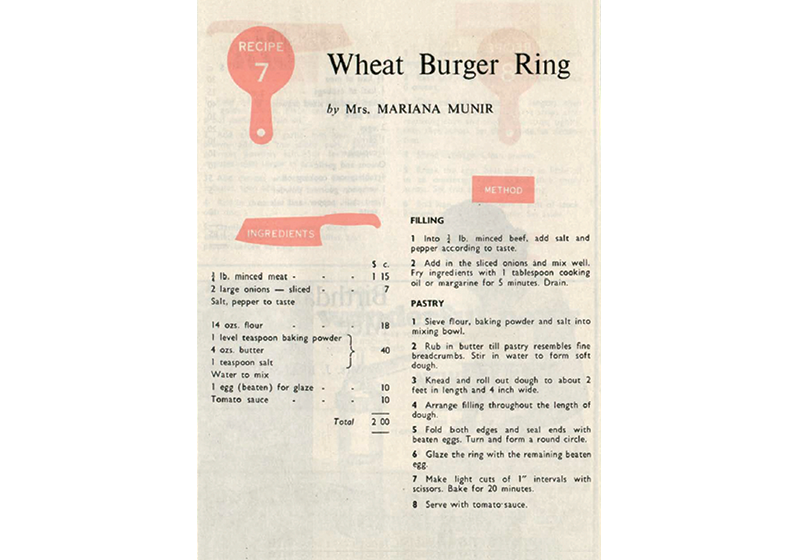 RECIPE
7
Wheat Burger Ring
by Mrs. MARIANA MUNIR
INGREDIENTS
$ c.
lb. minced meat - - - 1 15
2 large onions — sliced - - 7
Salt, pepper to taste
14 ozs. flour - - - 18
1 level teaspoon baking powder
4 ozs. butter 40
1 teaspoon salt
Water to mix
1 egg (beaten) for glaze - - 10
Tomato sauce - - - 10
Total 2 00
METHOD
FILLING
1 Into lb. minced beef, add salt and
pepper according to taste.
2 Add in the sliced onions and mix well.
Fry ingredients with 1 tablespoon cooking
oil or margarine for 5 minutes. Drain.
PASTRY
1 Sieve flour, baking powder and salt into
mixing bowl.
2 Rub in butter till pastry resembles fine
breadcrumbs. Stir in water to form soft
dough.
3 Knead and roll out dough to about 2
feet in length and 4 inch wide.
4 Arrange filling throughout the length of
dough.
5 Fold both edges and seal ends with
beaten eggs. Turn and form a round circle.
6 Glaze the ring with the remaining beaten
egg.
7 Make light cuts of 1" intervals with
scissors. Bake for 20 minutes.
8 Serve with tomato sauce.